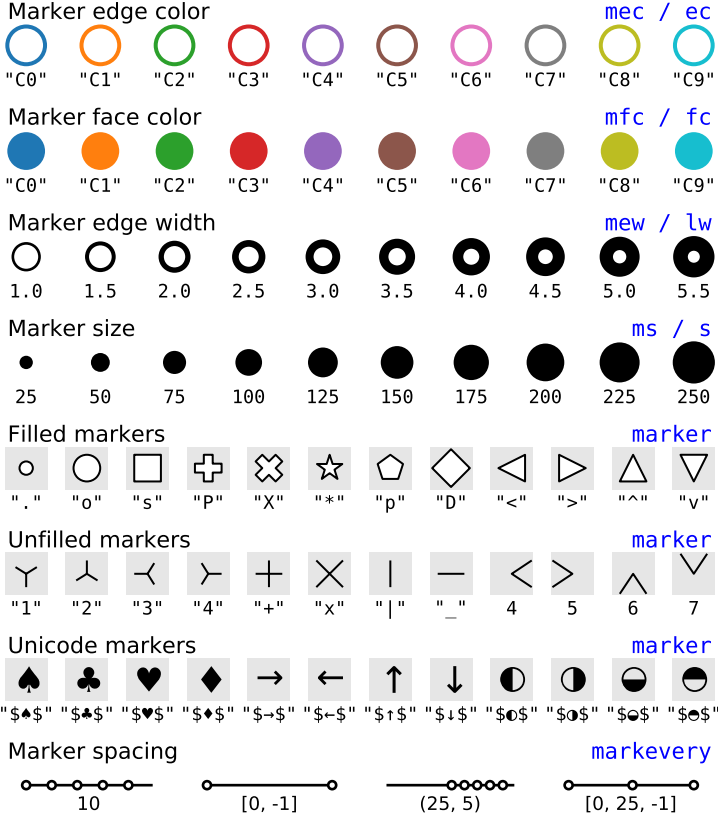 Marker edge color mec / ec
"C0" "C1" "C2" "C3" "C4" "C5" "C6" "C7" "C8" "C9"
Marker face color mfc / fc
"C0" "C1" "C2" "C3" "C4" "C5" "C6" "C7" "C8" "C9"
Marker edge width mew / lw
1.0 1.5 2.0 2.5 3.0 3.5 4.0 4.5 5.0 5.5
Marker size ms / s
25 50 75 100 125 150 175 200 225 250
Filled markers marker
"." "o" "s" "P" "X" "*" "p" "D" "<" ">" "^" "v"
Unfilled markers marker
"1" "2" "3" "4" "+" "x" "|" "_" 4 5 6 7
Unicode markers marker
"$♠$" "$♣$" "$♥$" "$♦$" "$→$" "$←$" "$↑$" "$↓$" "$◐$" "$◑$" "$◒$" "$◓$"
Marker spacing markevery
10 [0, -1] (25, 5) [0, 25, -1]